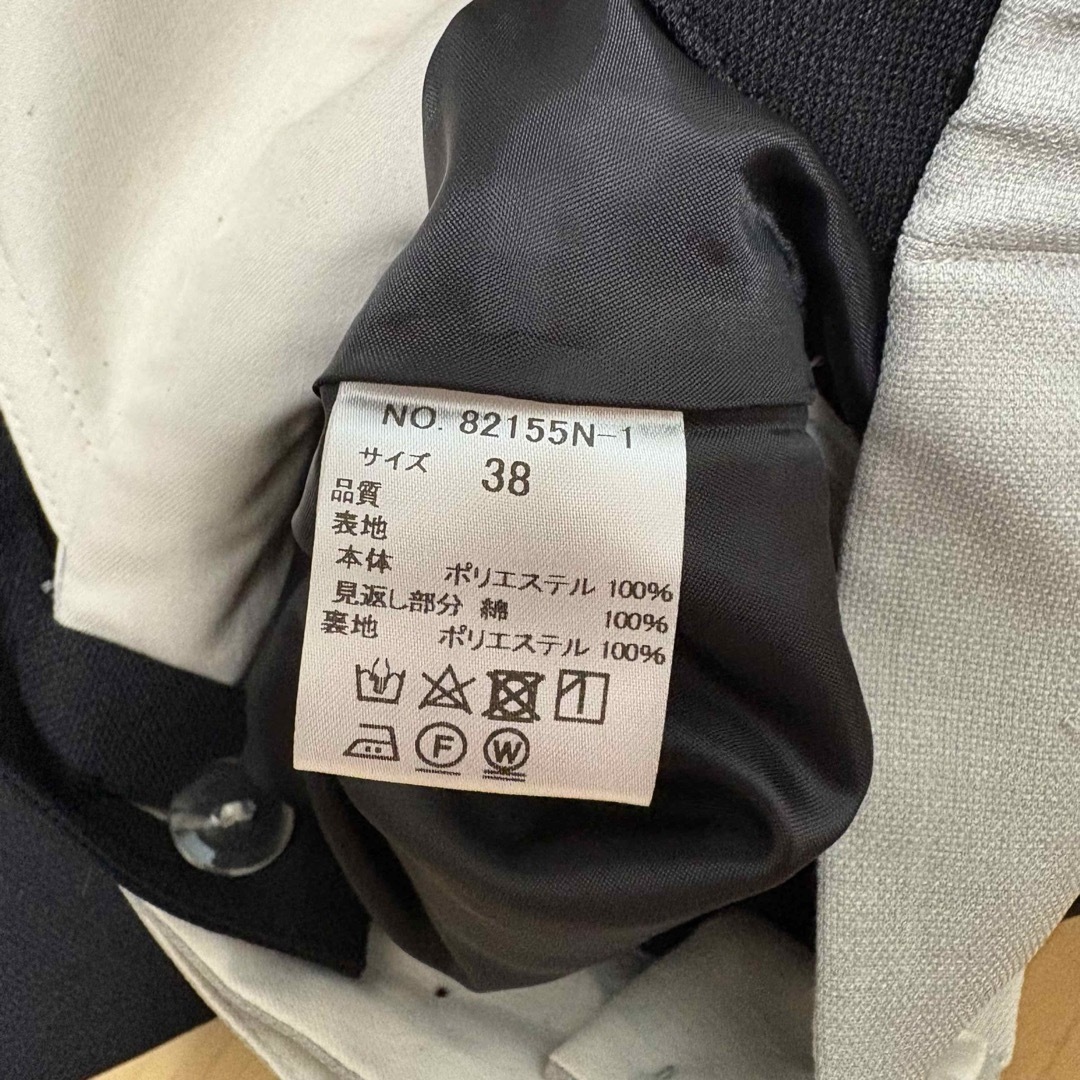 NO. 82155N-1
サイズ 38
品質
表地
本体 ポリエステル 100%
見返し部分 綿 100%
裏地 ポリエステル 100%
F W